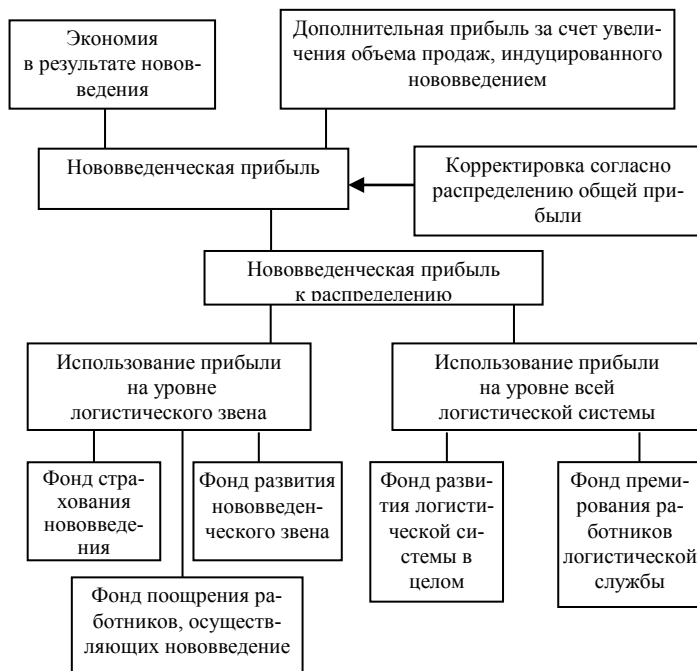 Экономия
в результате новов-
ведения
Дополнительная прибыль за счет увели-
чения объема продаж, индуцированного
нововведением
Нововведенческая прибыль
Корректировка согласно
распределению общей при-
были
Нововведенческая прибыль
к распределению
Использование прибыли
на уровне
логистического звена
Использование прибыли
на уровне всей
логистической системы
Фонд стра-
хования
нововведе-
ния
Фонд развития
нововведен-
ческого звена
Фонд разви-
тия логисти-
ческой си-
стемы в
целом
Фонд преми-
рования ра-
ботников
логистической
службы
Фонд поощрения ра-
ботников, осуществ-
ляющих нововведение